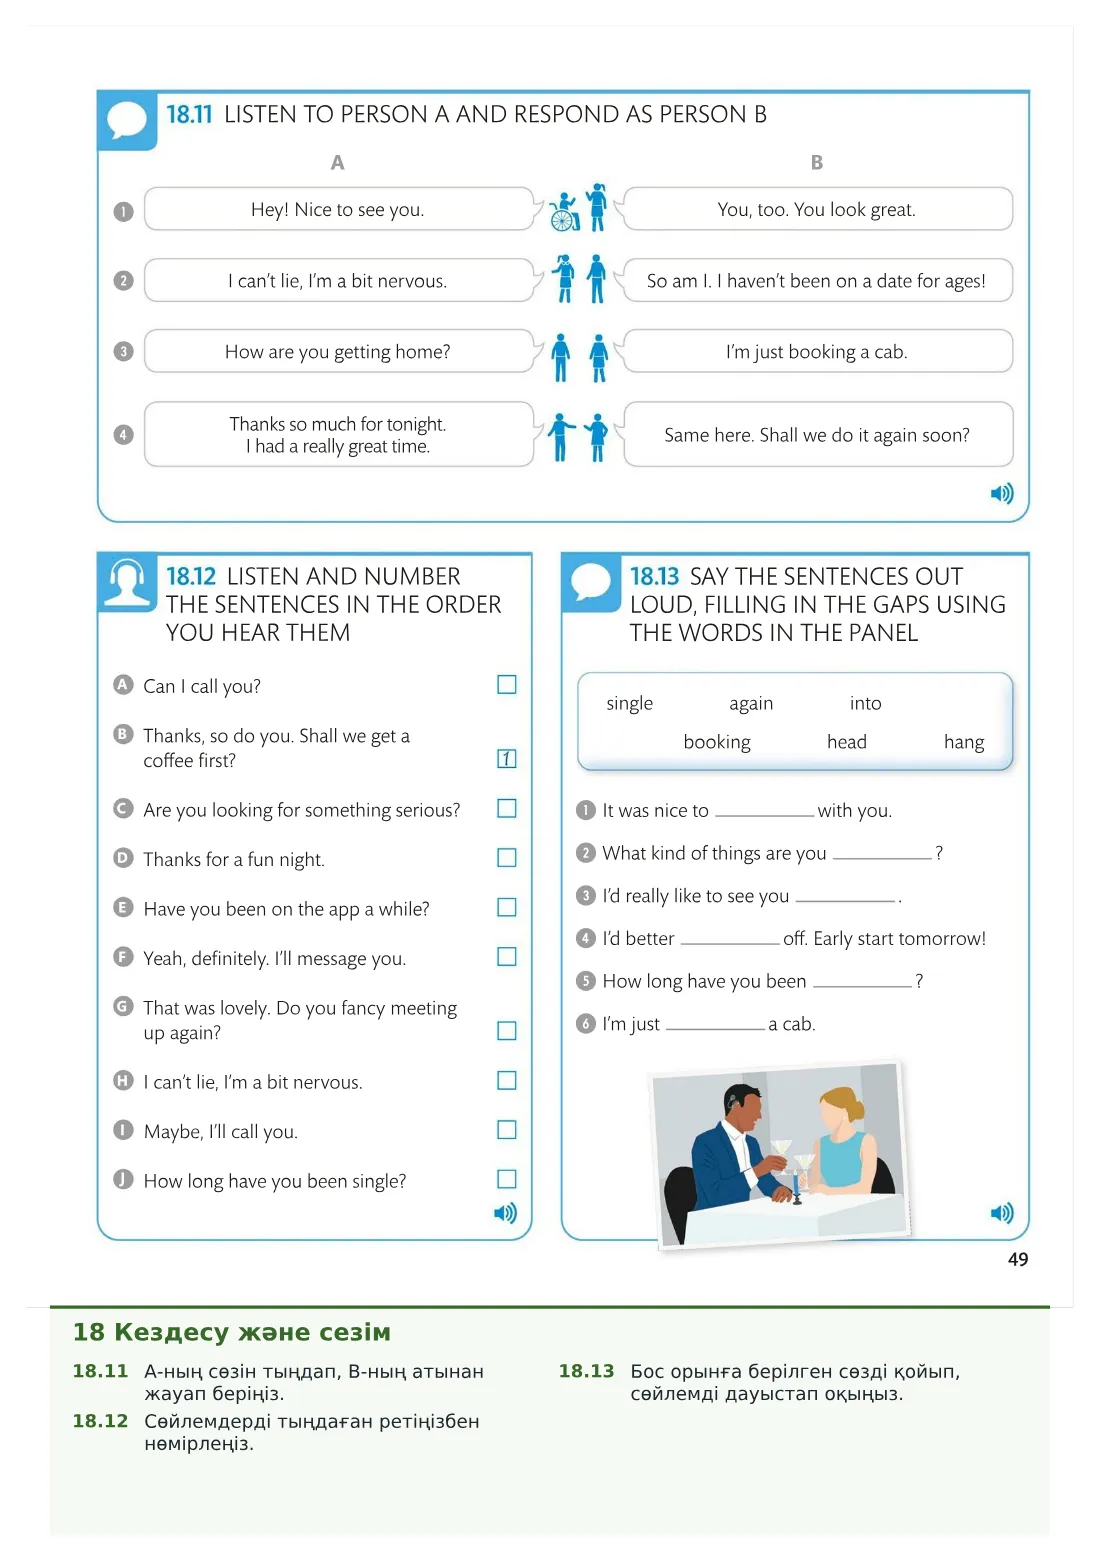 18.11 LISTEN TO PERSON A AND RESPOND AS PERSON B
A
B
1 Hey! Nice to see you.
You, too. You look great.
2 I can't lie, I'm a bit nervous.
So am I. I haven't been on a date for ages!
3 How are you getting home?
I'm just booking a cab.
4 Thanks so much for tonight.
I had a really great time.
Same here. Shall we do it again soon?
18.12 LISTEN AND NUMBER
THE SENTENCES IN THE ORDER
YOU HEAR THEM
A Can I call you?
B Thanks, so do you. Shall we get a
coffee first?
1
C Are you looking for something serious?
D Thanks for a fun night.
E Have you been on the app a while?
F Yeah, definitely. I'll message you.
G That was lovely. Do you fancy meeting
up again?
H I can't lie, I'm a bit nervous.
I Maybe, I'll call you.
J How long have you been single?
18.13 SAY THE SENTENCES OUT
LOUD, FILLING IN THE GAPS USING
THE WORDS IN THE PANEL
single again into
booking head hang
1 It was nice to ________ with you.
2 What kind of things are you ________ ?
3 I'd really like to see you ________ .
4 I'd better ________ off. Early start tomorrow!
5 How long have you been ________ ?
6 I'm just ________ a cab.
49
18 Кездесу және сезім
18.11 А-ның сөзін тыңдап, В-ның атынан
жауап беріңіз.
18.12 Сөйлемдерді тыңдаған ретіңізбен
нөмірлеңіз.
18.13 Бос орынға берілген сөзді қойып,
сөйлемді дауыстап оқыңыз.